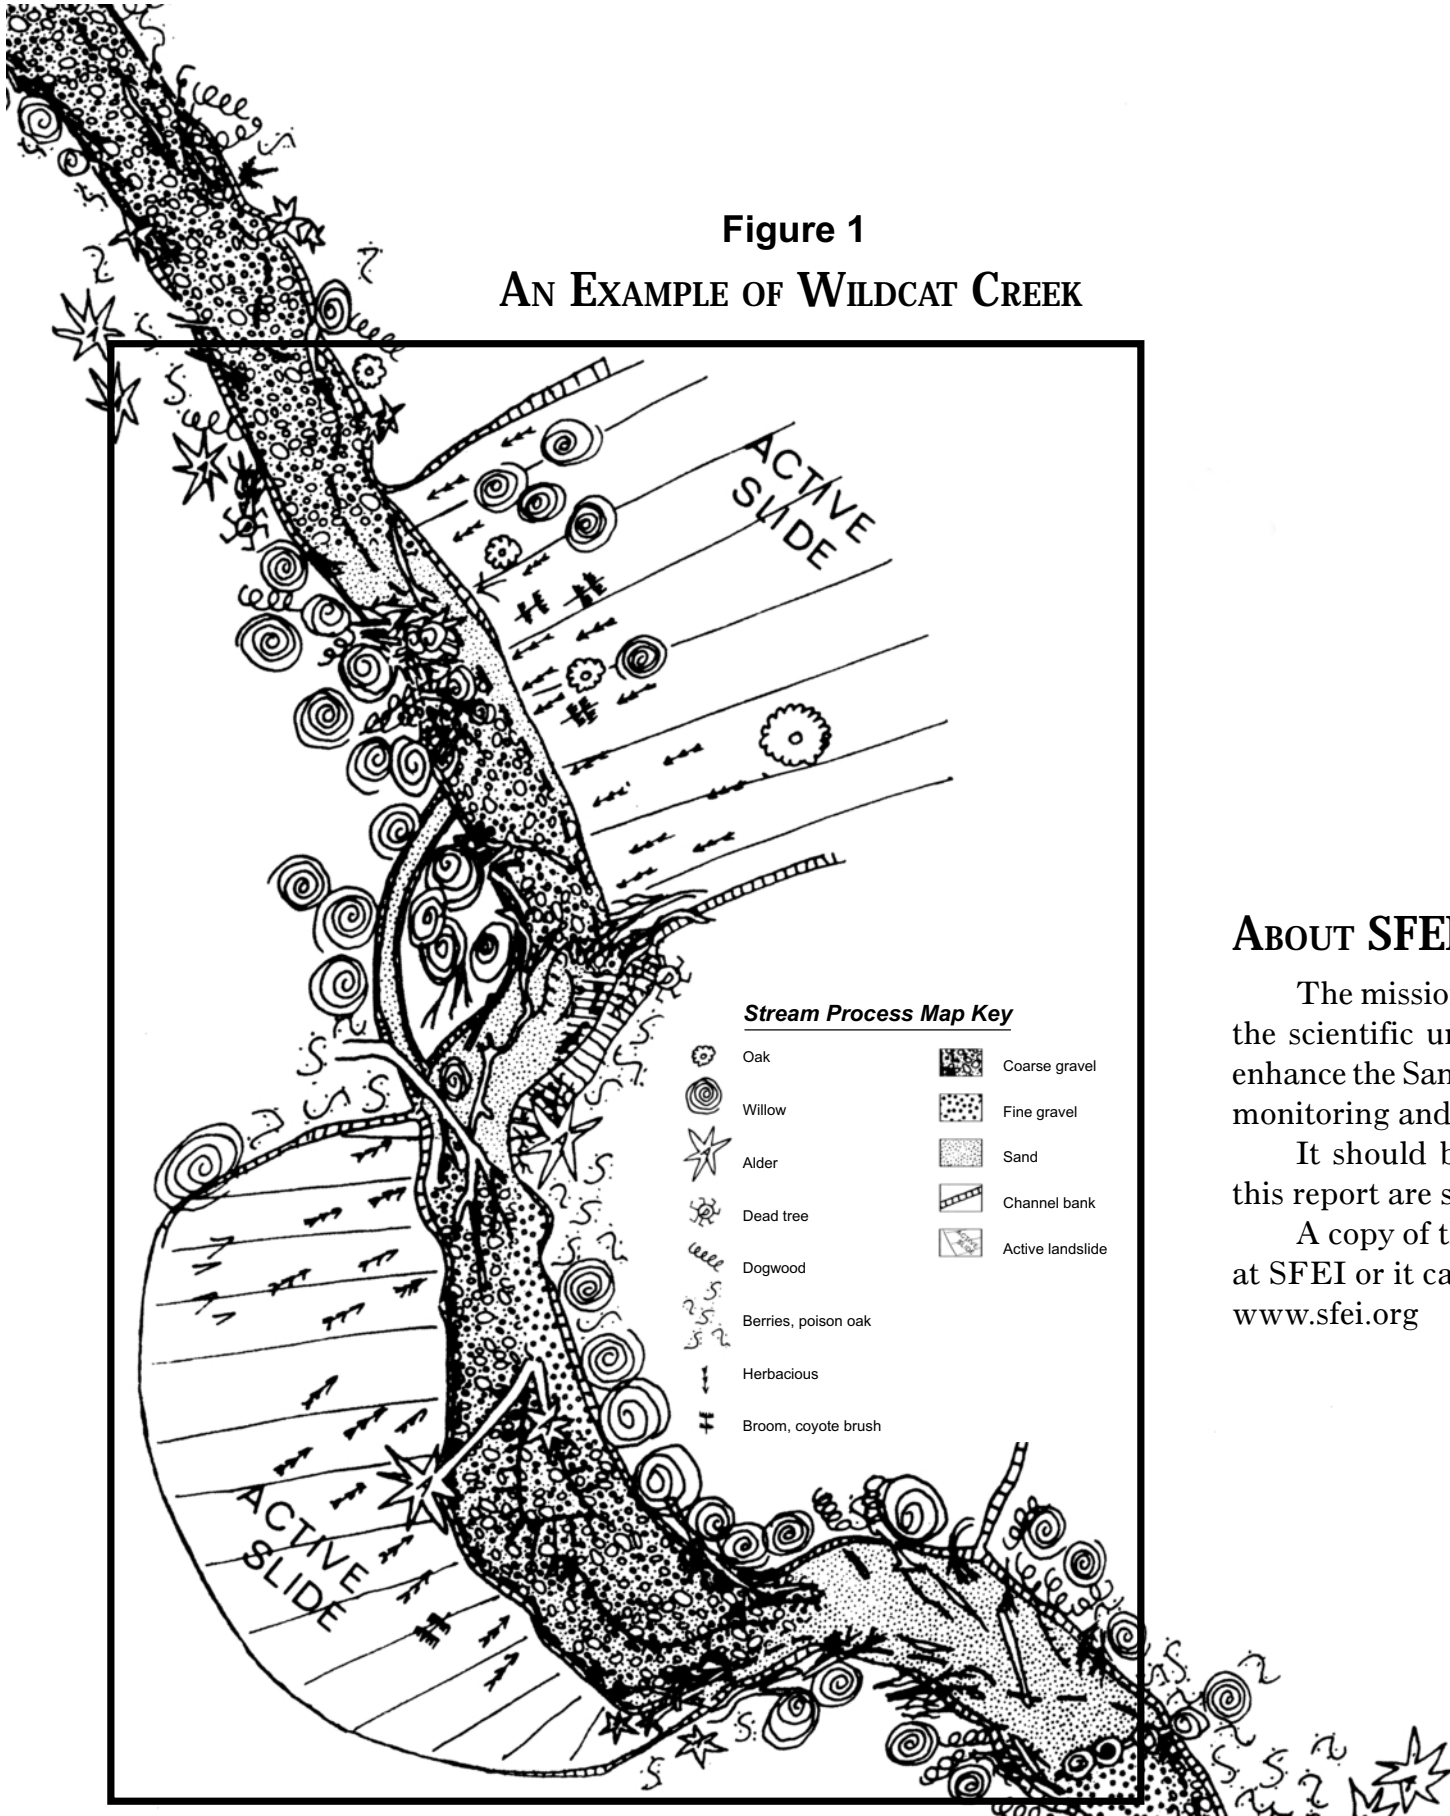 Figure 1
AN EXAMPLE OF WILDCAT CREEK
ACTIVE
SLIDE
Stream Process Map Key
Oak
Willow
Alder
Dead tree
Dogwood
Berries, poison oak
Herbacious
Broom, coyote brush
Coarse gravel
Fine gravel
Sand
Channel bank
Active landslide
ACTIVE
SLIDE
ABOUT SFEI
The missio
the scientific un
enhance the San
monitoring and
It should b
this report are s
A copy of t
at SFEI or it ca
www.sfei.org